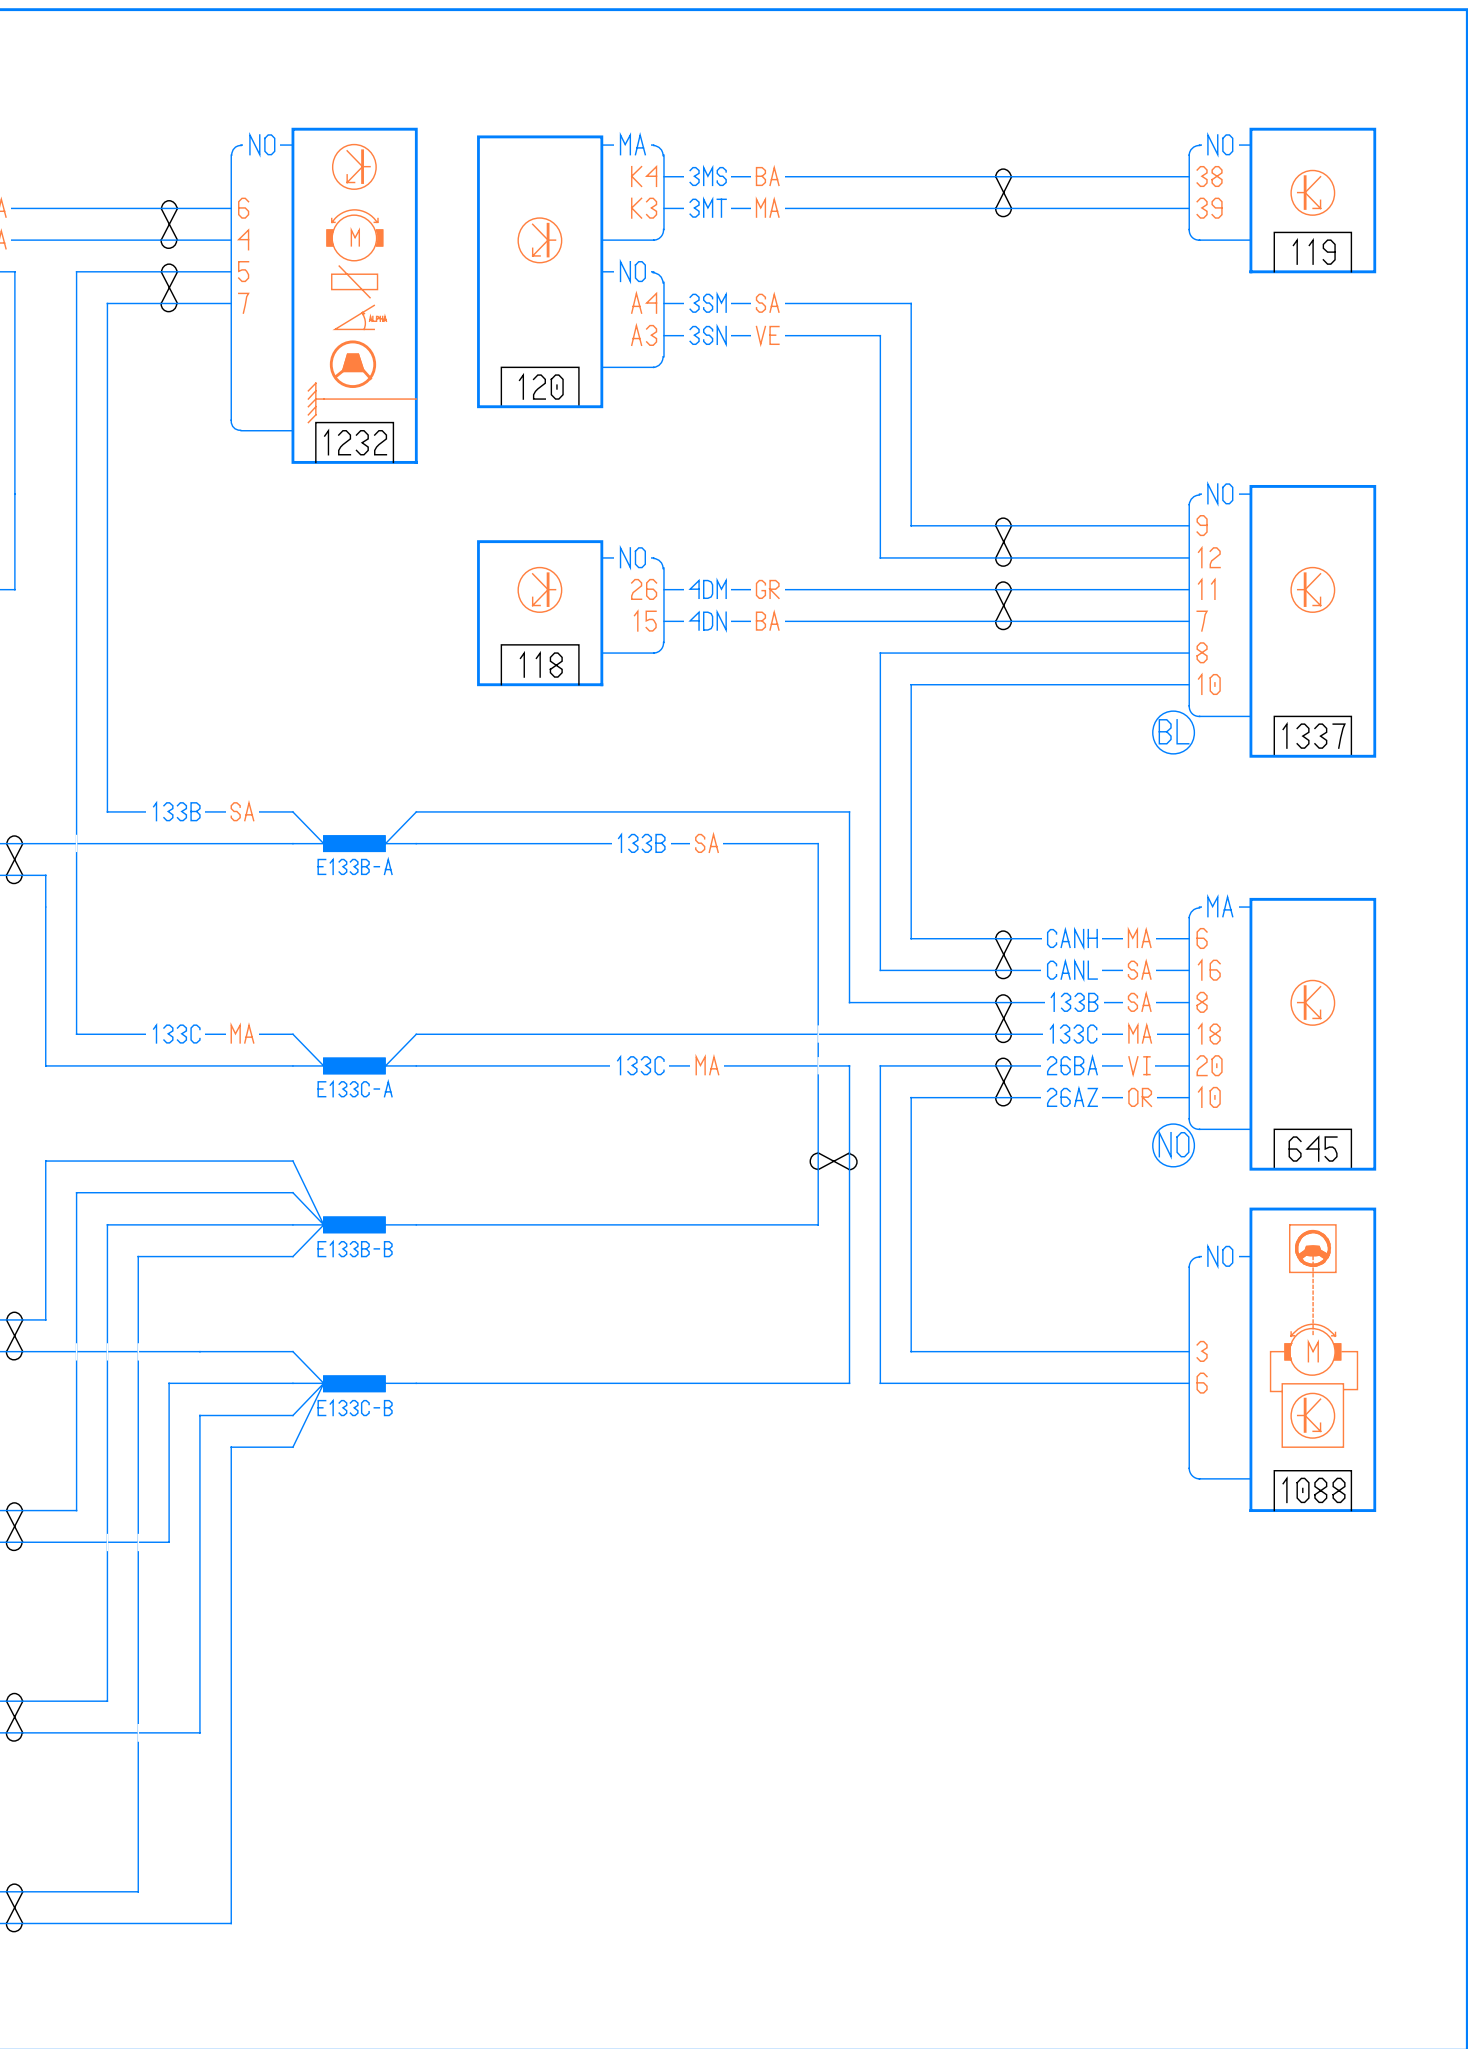 NO
A
6
A
4
5
7
M
ALPHA
1232
MA
K4 3MS BA
K3 3MT MA
NO
A4 3SM SA
A3 3SN VE
120
NO
38
39
119
NO
26 4DM GR
15 4DN BA
118
NO
9
12
11
7
8
10
BL
1337
133B SA
E133B-A
133B SA
133C MA
E133C-A
133C MA
MA
CANH MA 6
CANL SA 16
133B SA 8
133C MA 18
26BA VI 20
26AZ OR 10
NO
645
E133B-B
E133C-B
NO
M
3
6
1088